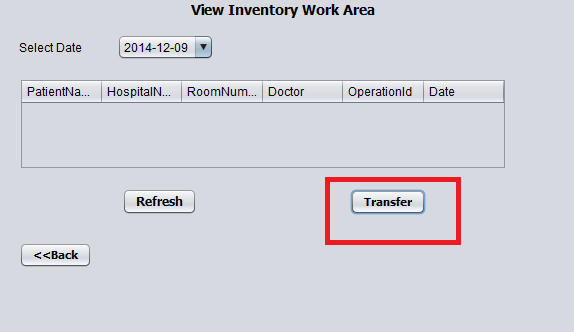 View Inventory Work Area
Select Date 2014-12-09
PatientNa... HospitalN... RoomNum... Doctor OperationId Date
Refresh Transfer
<<Back